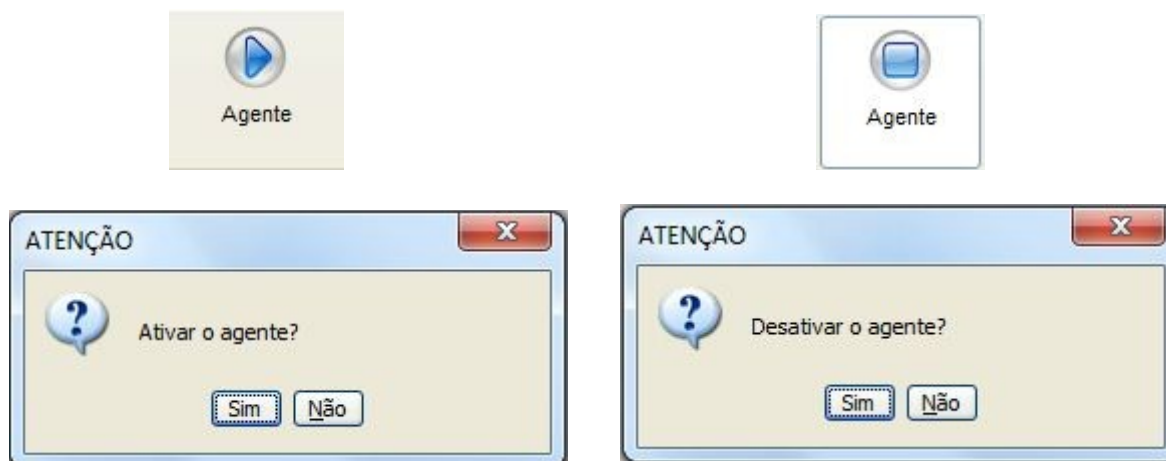 Agente
Agente
ATENÇÃO
Ativar o agente?
Sim Não
ATENÇÃO
Desativar o agente?
Sim Não